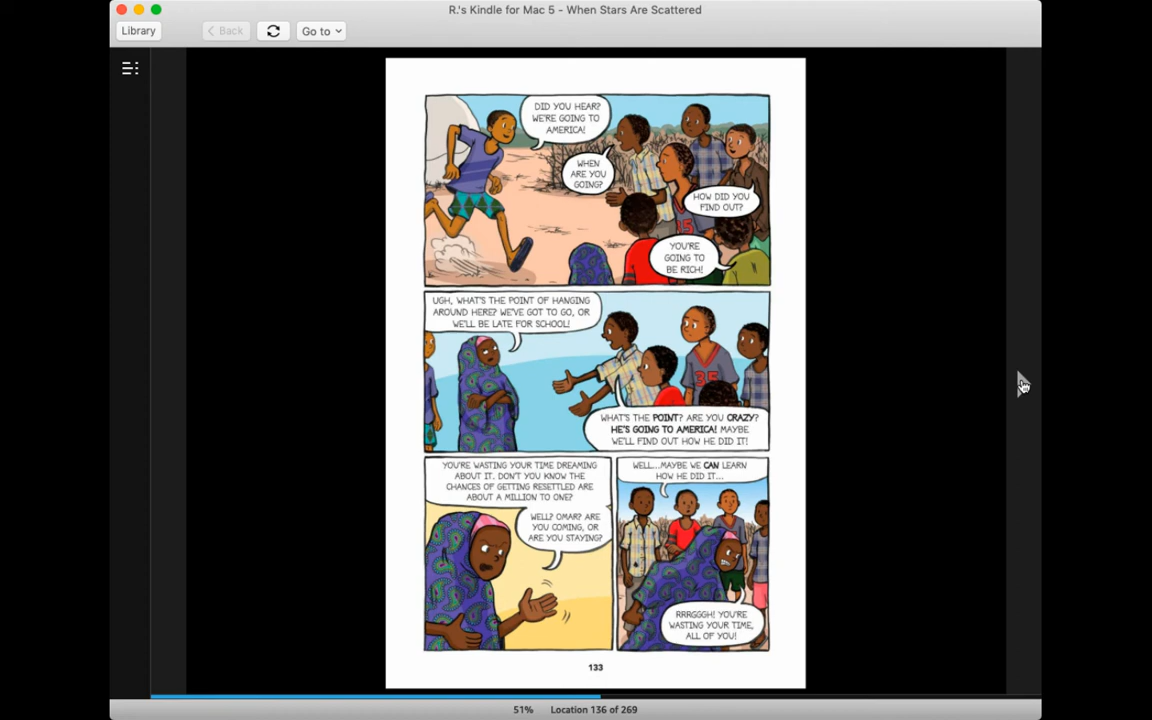 R.'s Kindle for Mac 5 - When Stars Are Scattered
Library
Back
Go to
DID YOU HEAR?
WE'RE GOING TO
AMERICA!
WHEN
ARE YOU
GOING?
HOW DID YOU
FIND OUT?
35
YOU'RE
GOING TO
BE RICH!
UGH, WHAT'S THE POINT OF HANGING
AROUND HERE? WE'VE GOT TO GO, OR
WE'LL BE LATE FOR SCHOOL!
35
WHAT'S THE POINT? ARE YOU CRAZY?
HE'S GOING TO AMERICA! MAYBE
WE'LL FIND OUT HOW HE DID IT!
YOU'RE WASTING YOUR TIME DREAMING
ABOUT IT. DON'T YOU KNOW THE
CHANCES OF GETTING RESETTLED ARE
ABOUT A MILLION TO ONE?
WELL? OMAR? ARE
YOU COMING, OR
ARE YOU STAYING?
WELL...MAYBE WE CAN LEARN
HOW HE DID IT...
RRRGGGH! YOU'RE
WASTING YOUR TIME,
ALL OF YOU!
133
51% Location 136 of 269